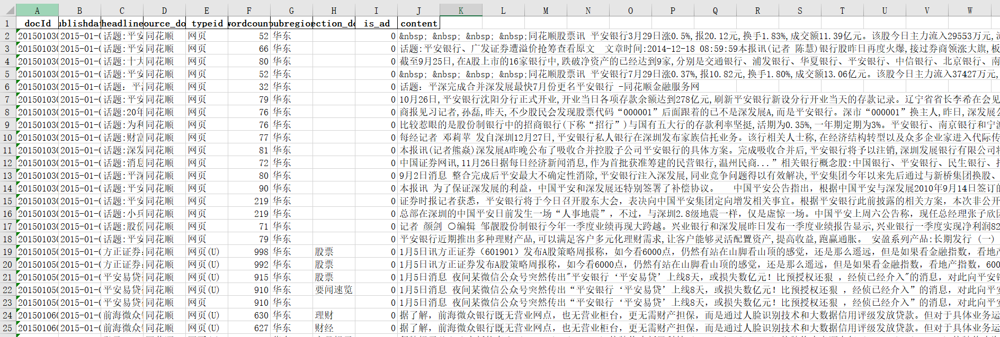 A B C D E F G H I J K L M N O P Q R S T U V W
1 docId ublishdat headline ource_do typeid wordcount pubregion ection_do is_ad content
2 20150103 2015-01-0 话题:平安 同花顺 网页 52 华东 0 &nbsp; &nbsp; &nbsp; &nbsp;同花顺股票讯 平安银行3月29日涨0.5%,报20.12元,换手1.83%,成交额11.39亿元。该股今日主力流入29553万元,
3 20150103 2015-01-0 话题:平安 同花顺 网页 66 华东 0 话题:平安银行、广发证券遭溢价抢筹查看原文 文章时间:2014-12-18 08:59:59本报讯(记者 陈慧)银行股昨日再度火爆,接过券商领涨大旗,板
4 20150103 2015-01-0 话题:十大 同花顺 网页 80 华东 0 截至9月25日,在A股上市的16家银行中,跌破净资产的已经达到9家,分别是交通银行、浦发银行、华夏银行、平安银行、中信银行、北京银行、南
5 20150103 2015-01-0 话题:平安 同花顺 网页 52 华东 0 &nbsp; &nbsp; &nbsp; &nbsp;同花顺股票讯 平安银行7月29日涨0.37%,报10.82元,换手1.80%,成交额13.06亿元。该股今日主力流入37427万元,
6 20150103 2015-01-0 话题: 平深 同花顺 网页 32 华东 0 话题: 平深完成合并深发展最快7月份更名平安银行 -同花顺金融服务网
7 20150103 2015-01-0 话题:平安 同花顺 网页 79 华东 0 10月26日,平安银行沈阳分行正式开业,开业当日各项存款余额达到278亿元,刷新平安银行新设分行开业当天的存款记录。辽宁省省长李希在会见
8 20150103 2015-01-0 话题:20年 同花顺 网页 76 华东 0 商报见习记者,孙磊,昨天,不少股民会发现股票代码“000001”后面跟着的已不是深发展A,而是平安银行。深市“000001”换主人,昨日,深发展公
9 20150103 2015-01-0 话题:为利 同花顺 网页 76 华东 0 比较惹眼的是股份制银行中的招商银行(下称“招行”)与国有五大行的存款利率坚挺,活期为0.35%,一年期定期为3%。平安银行、南京银行和宁波
10 20150103 2015-01-0 话题:财富 同花顺 网页 77 华东 0 每经记者 邓莉苹 发自深圳12月27日,平安银行私人银行在深圳发布家族信托业务。该行相关人士称,在经济结构转型以及众多企业家进入代际传
11 20150103 2015-01-0 话题:深发 同花顺 网页 81 华东 0 本报讯(记者熊焱)深发展A昨晚公布了吸收合并控股子公司平安银行的具体方案。完成吸收合并后,平安银行将予以注销,深圳发展银行有限公司将
12 20150103 2015-01-0 话题:消息 同花顺 网页 72 华东 0 中国证券网讯,11月26日据每日经济新闻消息,作为首批获准筹建的民营银行,温州民商...”相关银行概念股:中国银行、平安银行、民生银行、
13 20150103 2015-01-0 话题:平深 同花顺 网页 80 华东 0 9月2日消息 整合完成后平安最大不确定性消除,平安银行注入深发展,同业竞争问题得以有效解决,平安集团今年以来先后通过与新桥集团换股、
14 20150103 2015-01-0 话题:平安 同花顺 网页 90 华东 0 本报讯 为了保证深发展的利益，中国平安和深发展还特别签署了补偿协议。 中国平安公告指出，根据中国平安与深发展2010年9月14日签订的
15 20150103 2015-01-0 话题:平安 同花顺 网页 219 华东 0 证券时报记者获悉，平安银行将于今日召开股东大会，表决向中国平安集团定向增发相关事宜。根据平安银行此前披露的相关方案，本次非公开
16 20150103 2015-01-0 话题:小兵 同花顺 网页 219 华东 0 总部在深圳的中国平安日前发生一场“人事地震”，不过，与深圳2.8级地震一样，仅是虚惊一场。中国平安上周六公告称，现任总经理张子欣因
17 20150103 2015-01-0 话题:股份 同花顺 网页 71 华东 0 记者 颜剑 〇编辑 邹靓股份制银行今年一季度业绩再现大跨越。兴业银行和深发展昨日发布一季度业绩报告显示,兴业银行一季度实现净利润82
18 20150103 2015-01-0 话题:平安 同花顺 网页 79 华东 0 平安银行近期推出多种理财产品,可以满足客户多元化理财需求,让客户能够灵活配置资产,提高收益,跑赢通胀。 安盈系列产品:长期发行 (一)
19 20150105 2015-01-0 方正证券: 同花顺 网页(U) 998 华东 股票 0 1月5日讯方正证券（601901）发布A股策略周报称，如今看6000点，仍然有站在山脚看山顶的感觉，还是那么遥远，但是如果看金融指数，看地产
20 20150105 2015-01-0 方正证券: 同花顺 网页(U) 992 华东 股票 0 1月5日讯方正证券发布A股策略周报称，如今看6000点，仍然有站在山脚看山顶的感觉，还是那么遥远，但是如果看金融指数，看地产指数，600
21 20150105 2015-01-0 平安易贷 同花顺 网页(U) 915 华东 股票 0 1月5日消息 夜间某微信公众号突然传出"平安银行‘平安易贷’上线8天，或损失数亿元！比预授权还狠 ，经侦已经介入"的消息，对此向平安银
22 20150105 2015-01-0 平安易贷 同花顺 网页(U) 910 华东 要闻速览 0 1月5日消息 夜间某微信公众号突然传出“平安银行‘平安易贷’上线8天，或损失数亿元！比预授权还狠 ，经侦已经介入”的消息，对此向平安
23 20150105 2015-01-0 平安易贷 同花顺 网页 910 华东 0 1月5日消息 夜间某微信公众号突然传出“平安银行‘平安易贷’上线8天，或损失数亿元！比预授权还狠 ，经侦已经介入”的消息，对此向平安
24 20150106 2015-01-0 前海微众 同花顺 网页(U) 630 华东 理财 0 据了解，前海微众银行既无营业网点，也无营业柜台，更无需财产担保，而是通过人脸识别技术和大数据信用评级发放贷款。但对于具体业务运
25 20150106 2015-01-0 前海微众 同花顺 网页(U) 627 华东 财经 0 据了解，前海微众银行既无营业网点，也无营业柜台，更无需财产担保，而是通过人脸识别技术和大数据信用评级发放贷款。但对于具体业务运